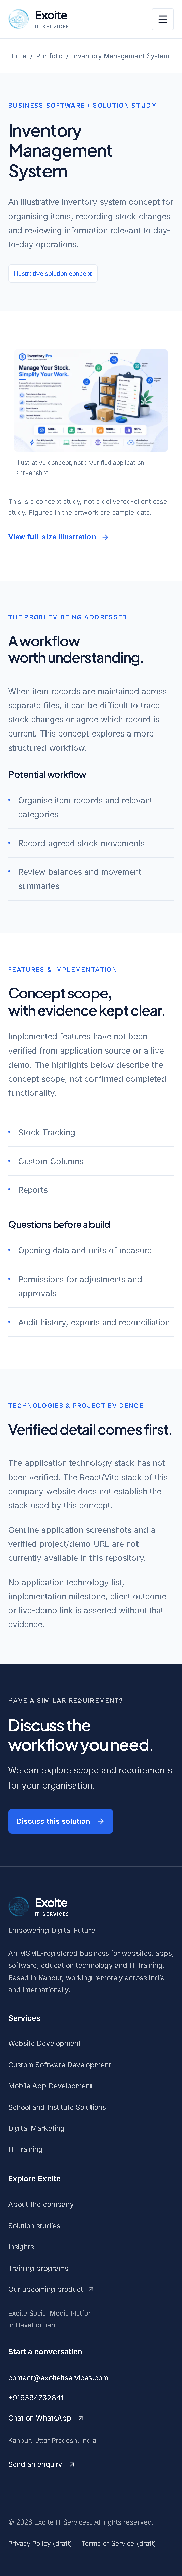 Exoite
IT SERVICES
Home / Portfolio / Inventory Management System
BUSINESS SOFTWARE / SOLUTION STUDY
Inventory
Management
System
An illustrative inventory system concept for
organising items, recording stock changes
and reviewing information relevant to day-
to-day operations.
Illustrative solution concept
Inventory Pro
Manage Your Stock.
Simplify Your Work.
Illustrative concept, not a verified application
screenshot.
This is a concept study, not a delivered-client case
study. Figures in the artwork are sample data.
View full-size illustration →
THE PROBLEM BEING ADDRESSED
A workflow
worth understanding.
When item records are maintained across
separate files, it can be difficult to trace
stock changes or agree which record is
current. This concept explores a more
structured workflow.
Potential workflow
• Organise item records and relevant
categories
• Record agreed stock movements
• Review balances and movement
summaries
FEATURES & IMPLEMENTATION
Concept scope,
with evidence kept clear.
Implemented features have not been
verified from application source or a live
demo. The highlights below describe the
concept scope, not confirmed completed
functionality.
• Stock Tracking
• Custom Columns
• Reports
Questions before a build
• Opening data and units of measure
• Permissions for adjustments and
approvals
• Audit history, exports and reconciliation
TECHNOLOGIES & PROJECT EVIDENCE
Verified detail comes first.
The application technology stack has not
been verified. The React/Vite stack of this
company website does not establish the
stack used by this concept.
Genuine application screenshots and a
verified project/demo URL are not
currently available in this repository.
No application technology list,
implementation milestone, client outcome
or live-demo link is asserted without that
evidence.
HAVE A SIMILAR REQUIREMENT?
Discuss the
workflow you need.
We can explore scope and requirements
for your organisation.
Discuss this solution →
Exoite
IT SERVICES
Empowering Digital Future
An MSME-registered business for websites, apps,
software, education technology and IT training.
Based in Kanpur, working remotely across India
and internationally.
Services
Website Development
Custom Software Development
Mobile App Development
School and Institute Solutions
Digital Marketing
IT Training
Explore Exoite
About the company
Solution studies
Insights
Training programs
Our upcoming product ↗
Exoite Social Media Platform
In Development
Start a conversation
contact@exoiteitservices.com
+916394732841
Chat on WhatsApp ↗
Kanpur, Uttar Pradesh, India
Send an enquiry ↗
© 2026 Exoite IT Services. All rights reserved.
Privacy Policy (draft) Terms of Service (draft)